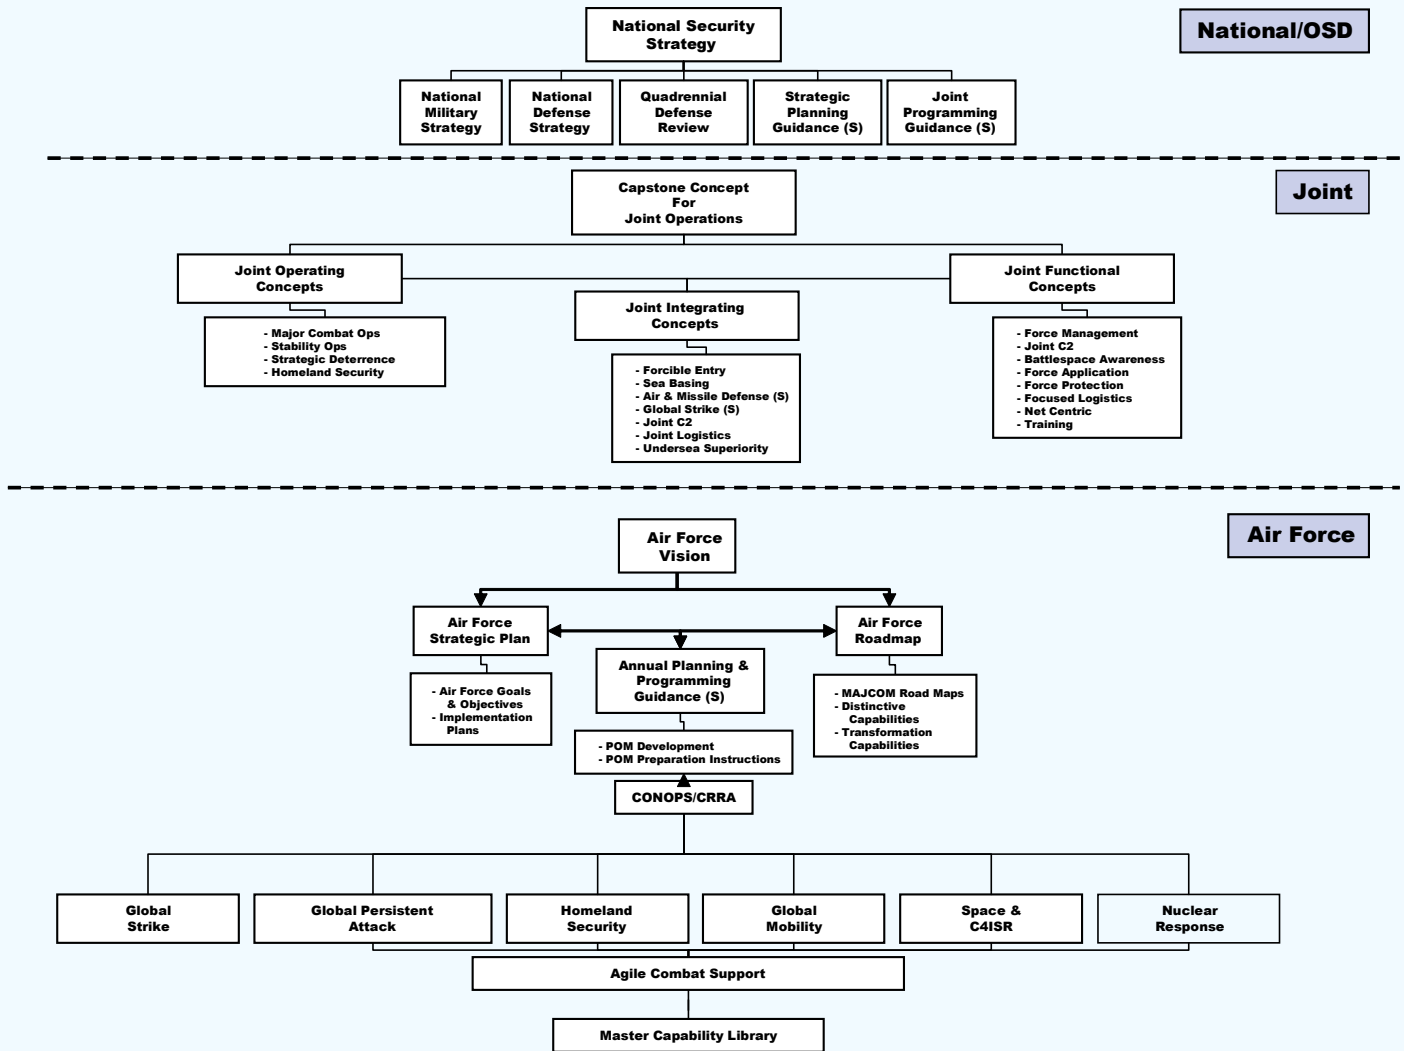 National Security
Strategy
National/OSD
National
Military
Strategy
National
Defense
Strategy
Quadrennial
Defense
Review
Strategic
Planning
Guidance (S)
Joint
Programming
Guidance (S)
Capstone Concept
For
Joint Operations
Joint
Joint Operating
Concepts
Joint Functional
Concepts
Joint Integrating
Concepts
- Major Combat Ops
- Stability Ops
- Strategic Deterrence
- Homeland Security
- Forcible Entry
- Sea Basing
- Air & Missile Defense (S)
- Global Strike (S)
- Joint C2
- Joint Logistics
- Undersea Superiority
- Force Management
- Joint C2
- Battlespace Awareness
- Force Application
- Force Protection
- Focused Logistics
- Net Centric
- Training
Air Force
Vision
Air Force
Air Force
Strategic Plan
Air Force
Roadmap
Annual Planning &
Programming
Guidance (S)
- Air Force Goals
& Objectives
- Implementation
Plans
- MAJCOM Road Maps
- Distinctive
Capabilities
- Transformation
Capabilities
- POM Development
- POM Preparation Instructions
CONOPS/CRRA
Global
Strike
Global Persistent
Attack
Homeland
Security
Global
Mobility
Space &
C4ISR
Nuclear
Response
Agile Combat Support
Master Capability Library